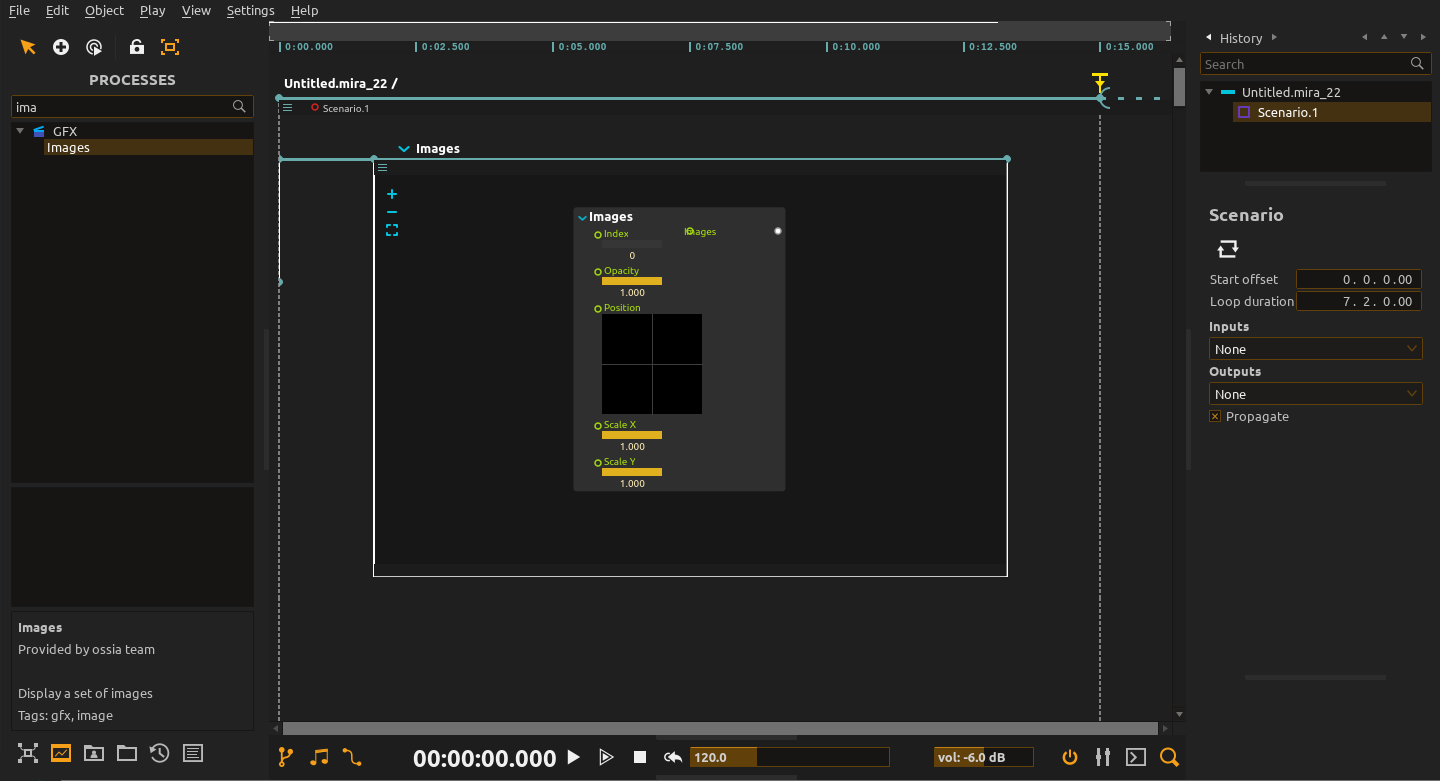 File Edit Object Play View Settings Help
PROCESSES
ima
GFX
Images
Images
Provided by ossia team
Display a set of images
Tags: gfx, image
0:00.000 0:02.500 0:05.000 0:07.500 0:10.000 0:12.500 0:15.000
Untitled.mira_22 /
Scenario.1
Images
Images
Index
Images
0
Opacity
1.000
Position
Scale X
1.000
Scale Y
1.000
00:00:00.000
120.0
vol: -6.0 dB
History
Search
Untitled.mira_22
Scenario.1
Scenario
Start offset 0. 0. 0.00
Loop duration 7. 2. 0.00
Inputs
None
Outputs
None
Propagate